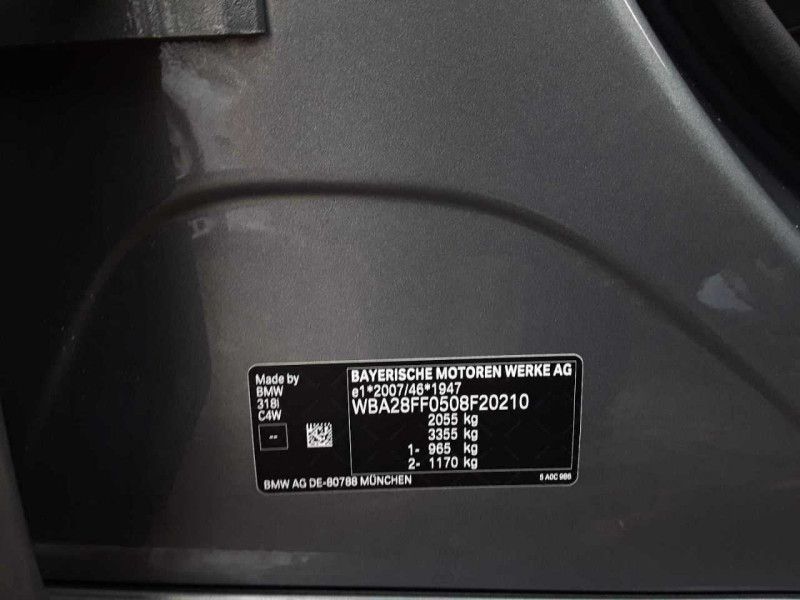 Made by
BMW
318i
C4W
BAYERISCHE MOTOREN WERKE AG
e1*2007/46*1947
WBA28FF0508F20210
2055 kg
3355 kg
1- 965 kg
2- 1170 kg
BMW AG DE-80788 MÜNCHEN